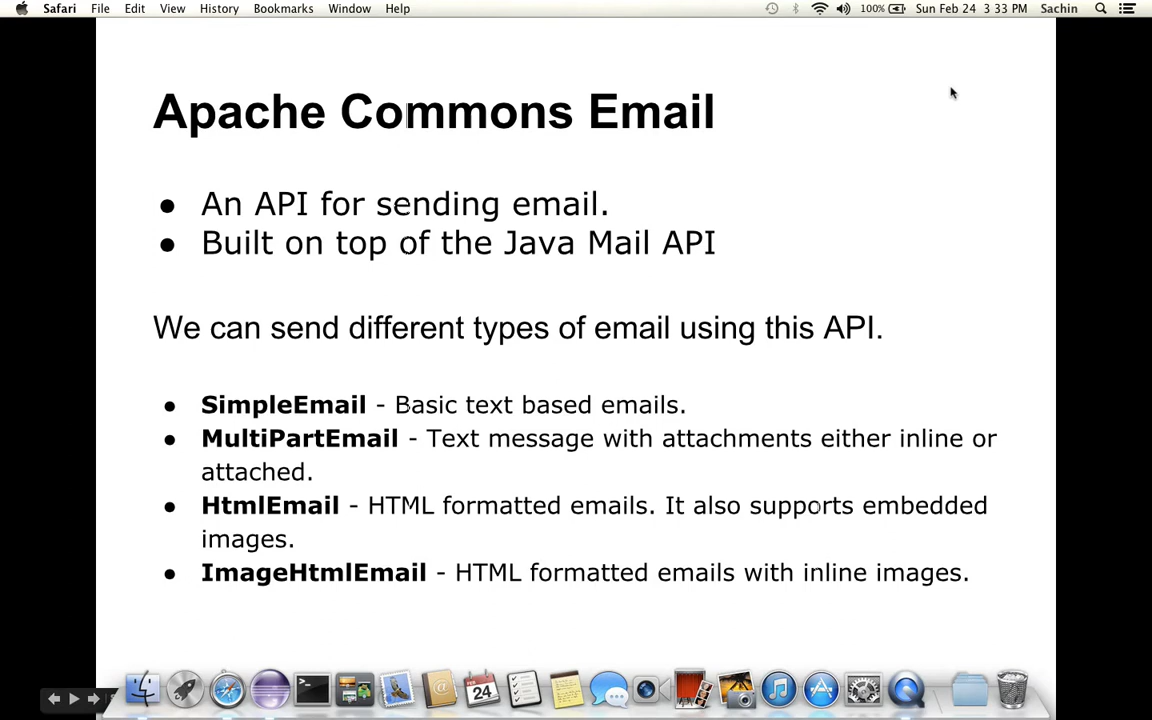 Safari File Edit View History Bookmarks Window Help 100% Sun Feb 24 3 33 PM Sachin
Apache Commons Email
● An API for sending email.
● Built on top of the Java Mail API
We can send different types of email using this API.
● SimpleEmail - Basic text based emails.
● MultiPartEmail - Text message with attachments either inline or
attached.
● HtmlEmail - HTML formatted emails. It also supports embedded
images.
● ImageHtmlEmail - HTML formatted emails with inline images.
FEB
24